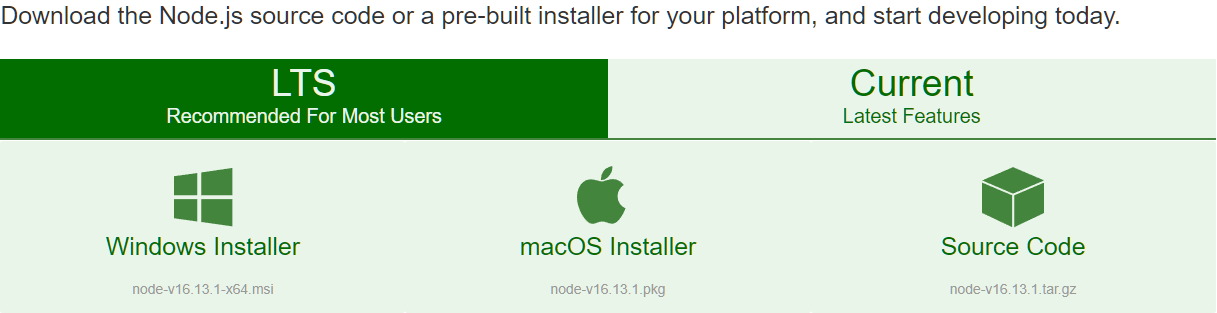 Download the Node.js source code or a pre-built installer for your platform, and start developing today.
LTS
Recommended For Most Users
Current
Latest Features
Windows Installer
node-v16.13.1-x64.msi
macOS Installer
node-v16.13.1.pkg
Source Code
node-v16.13.1.tar.gz